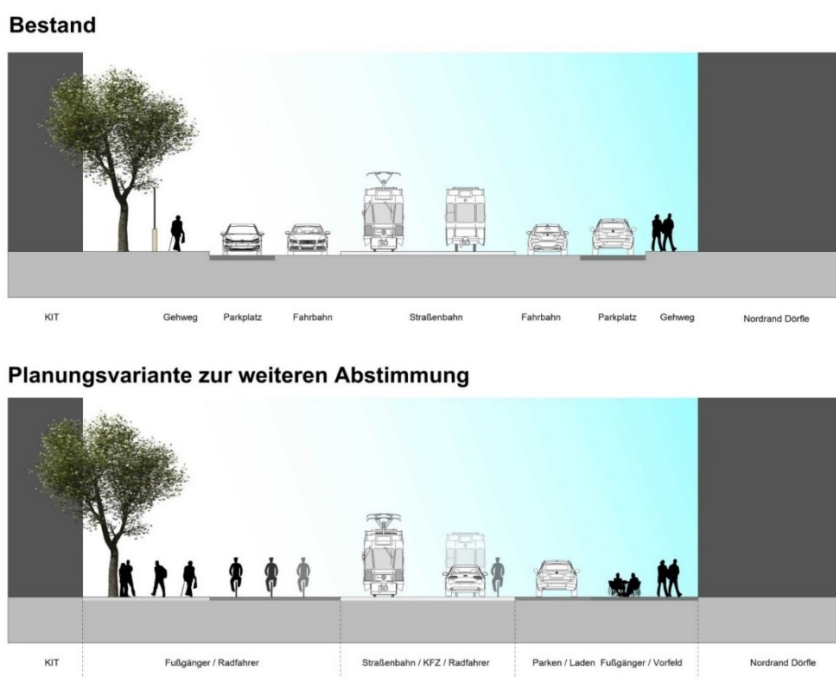 Bestand
KIT Gehweg Parkplatz Fahrbahn Straßenbahn Fahrbahn Parkplatz Gehweg Nordrand Dörfle
Planungsvariante zur weiteren Abstimmung
KIT Fußgänger / Radfahrer Straßenbahn / KFZ / Radfahrer Parken / Laden Fußgänger / Vorfeld Nordrand Dörfle